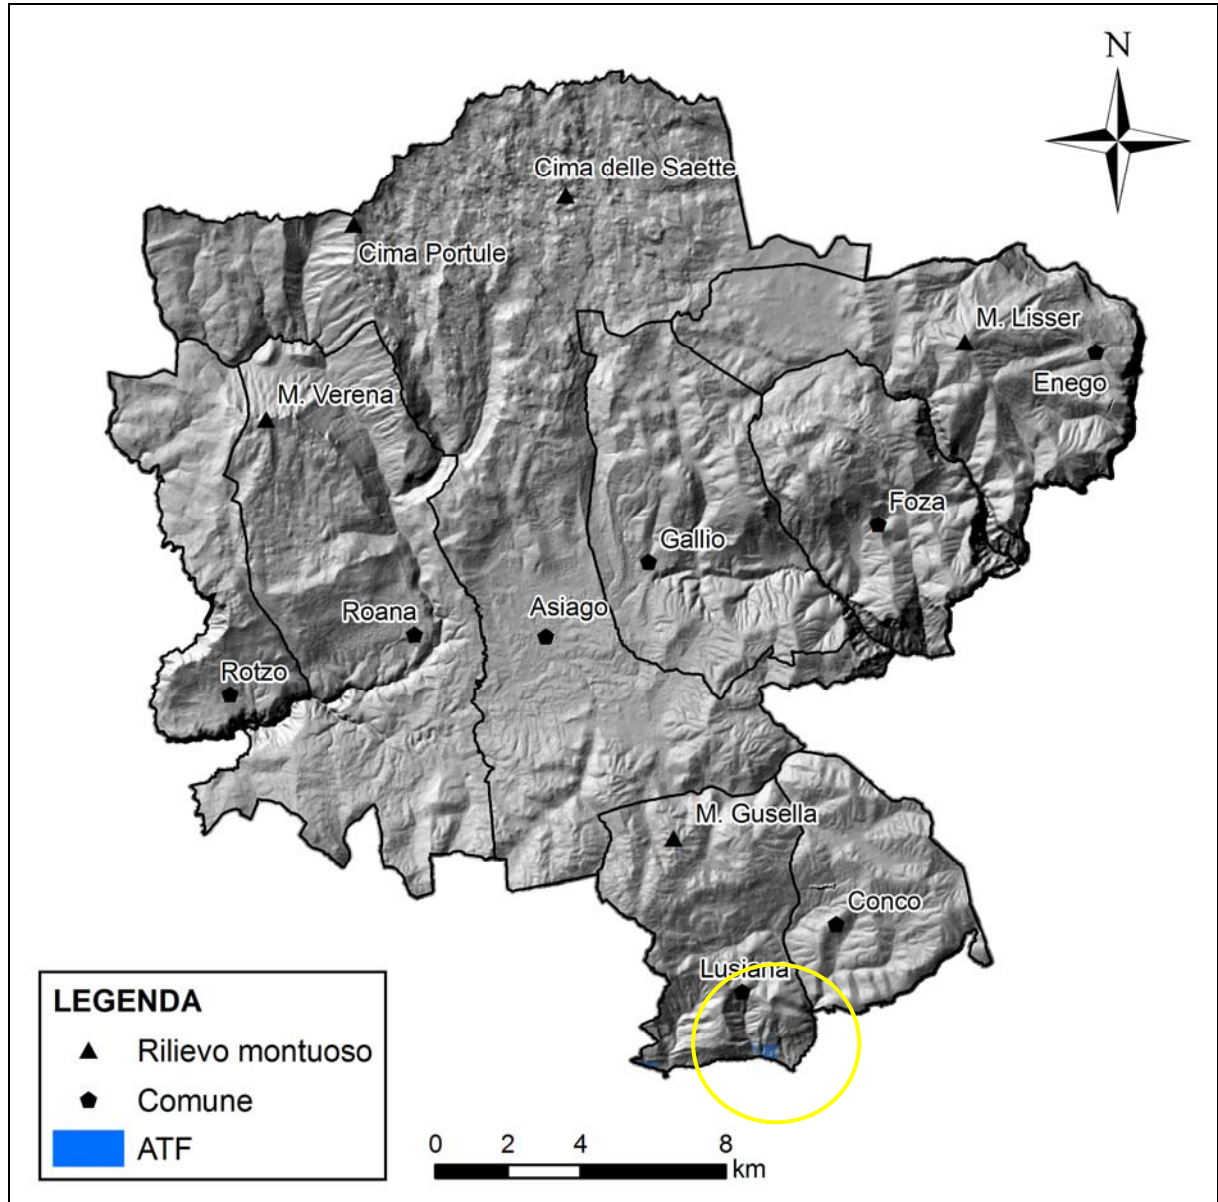 N
Cima delle Saette
Cima Portule
M. Lisser
Enego
M. Verena
Foza
Gallio
Roana
Asiago
Rotzo
M. Gusella
Conco
Lusiana
LEGENDA
Rilievo montuoso
Comune
ATF
0 2 4 8
km